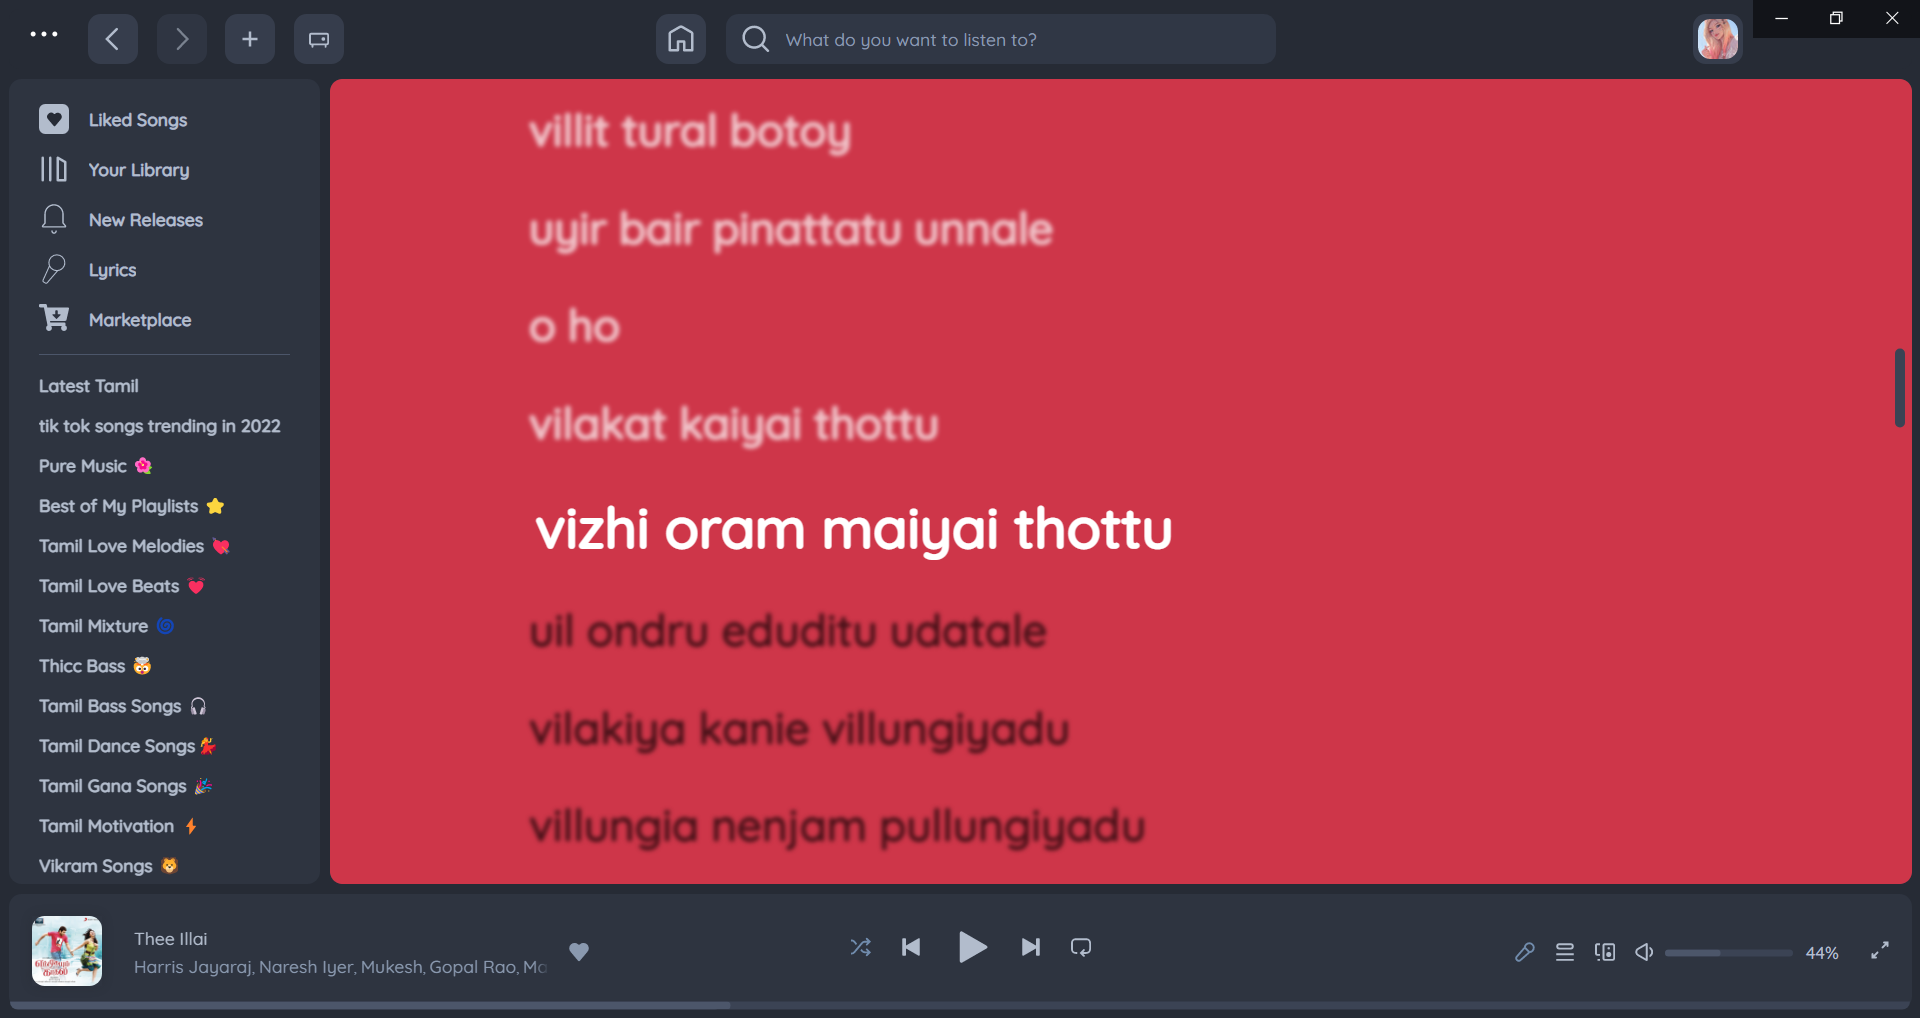 What do you want to listen to?
Liked Songs
Your Library
New Releases
Lyrics
Marketplace
Latest Tamil
tik tok songs trending in 2022
Pure Music 🌺
Best of My Playlists ⭐
Tamil Love Melodies 💘
Tamil Love Beats 💓
Tamil Mixture 🌀
Thicc Bass 🤯
Tamil Bass Songs 🎧
Tamil Dance Songs💃
Tamil Gana Songs 🎉
Tamil Motivation ⚡
Vikram Songs 🦁
villit tural botoy
uyir bair pinattatu unnale
o ho
vilakat kaiyai thottu
vizhi oram maiyai thottu
uil ondru eduditu udatale
vilakiya kanie villungiyadu
villungia nenjam pullungiyadu
Thee Illai
Harris Jayaraj, Naresh Iyer, Mukesh, Gopal Rao, Ma
44%